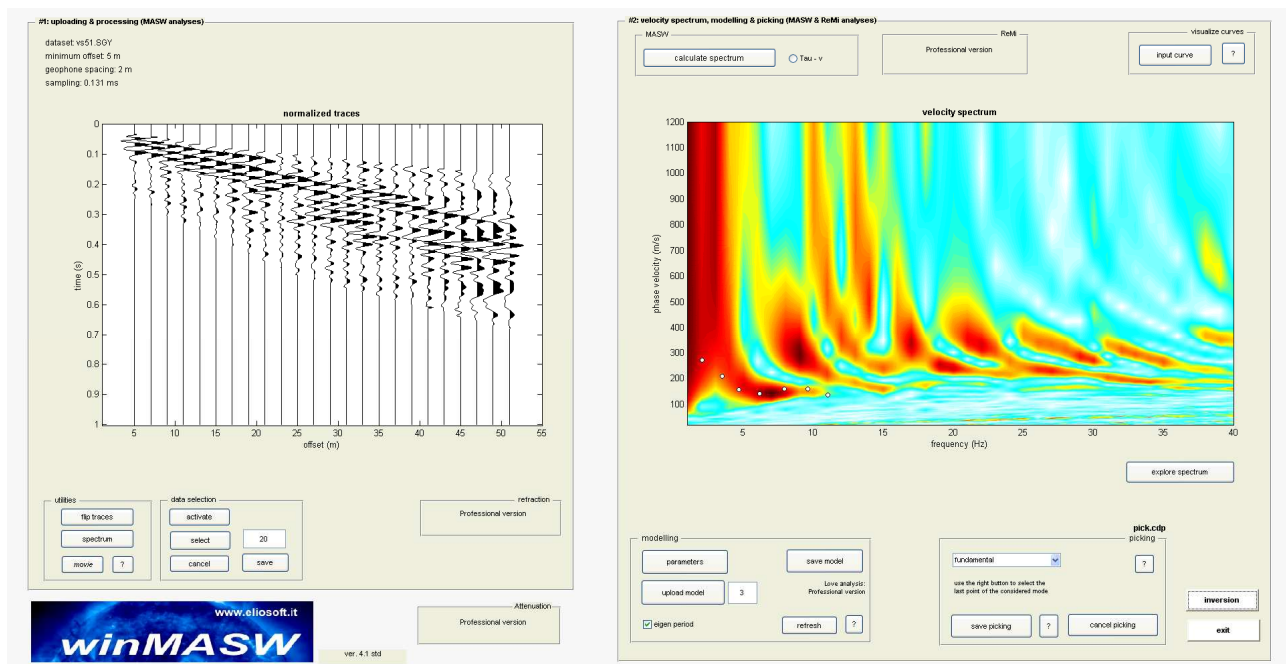 #1: uploading & processing (MASW analyses)
dataset: vs51.SGY
minimum offset: 5 m
geophone spacing: 2 m
sampling: 0.131 ms
normalized traces
0
0.1
0.2
0.3
0.4
0.5
0.6
0.7
0.8
0.9
1
time (s)
5 10 15 20 25 30 35 40 45 50 55
offset (m)
utilities
flip traces
spectrum
movie ?
data selection
activate
select 20
cancel save
refraction
Professional version
www.eliosoft.it
winMASW
ver. 4.1 std
Attenuation
Professional version
#2: velocity spectrum, modelling & picking (MASW & ReMi analyses)
MASW
calculate spectrum Tau - v
ReMi
Professional version
visualize curves
input curve ?
velocity spectrum
1200
1100
1000
900
800
700
600
500
400
300
200
100
phase velocity (m/s)
5 10 15 20 25 30 35 40
frequency (Hz)
explore spectrum
modelling
parameters save model
upload model 3
Love analysis:
Professional version
eigen period refresh ?
pick.cdp
picking
fundamental ?
use the right button to select the
last point of the considered mode
save picking ? cancel picking
inversion
exit